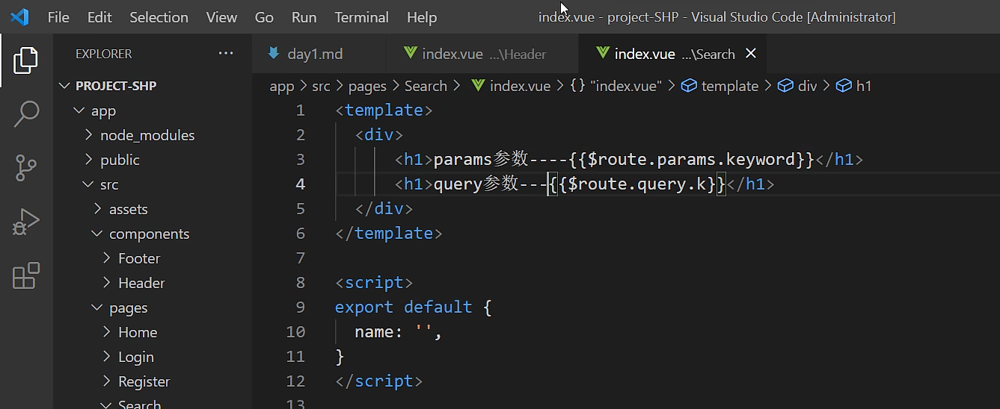 File Edit Selection View Go Run Terminal Help index.vue - project-SHP - Visual Studio Code [Administrator]
EXPLORER ··· day1.md index.vue ...\Header index.vue ...\Search
PROJECT-SHP
app
node_modules
public
src
assets
components
Footer
Header
pages
Home
Login
Register
Search
app > src > pages > Search > index.vue > {} "index.vue" > template > div > h1
1 <template>
2 <div>
3 <h1>params参数----{{$route.params.keyword}}</h1>
4 <h1>query参数---{{$route.query.k}}</h1>
5 </div>
6 </template>
7
8 <script>
9 export default {
10 name: '',
11 }
12 </script>
13